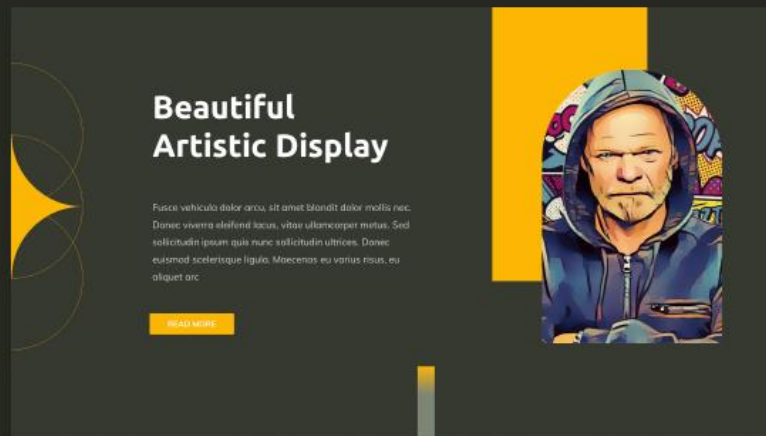 Beautiful
Artistic Display
Fusce vehicula dolor arcu, sit amet blandit dolor mollis nec.
Donec viverra eleifend lacus, vitae ullamcorper metus. Sed
sollicitudin ipsum quis nunc sollicitudin ultrices. Donec
euismod scelerisque ligula. Maecenas eu varius risus, eu
aliquet arc
READ MORE